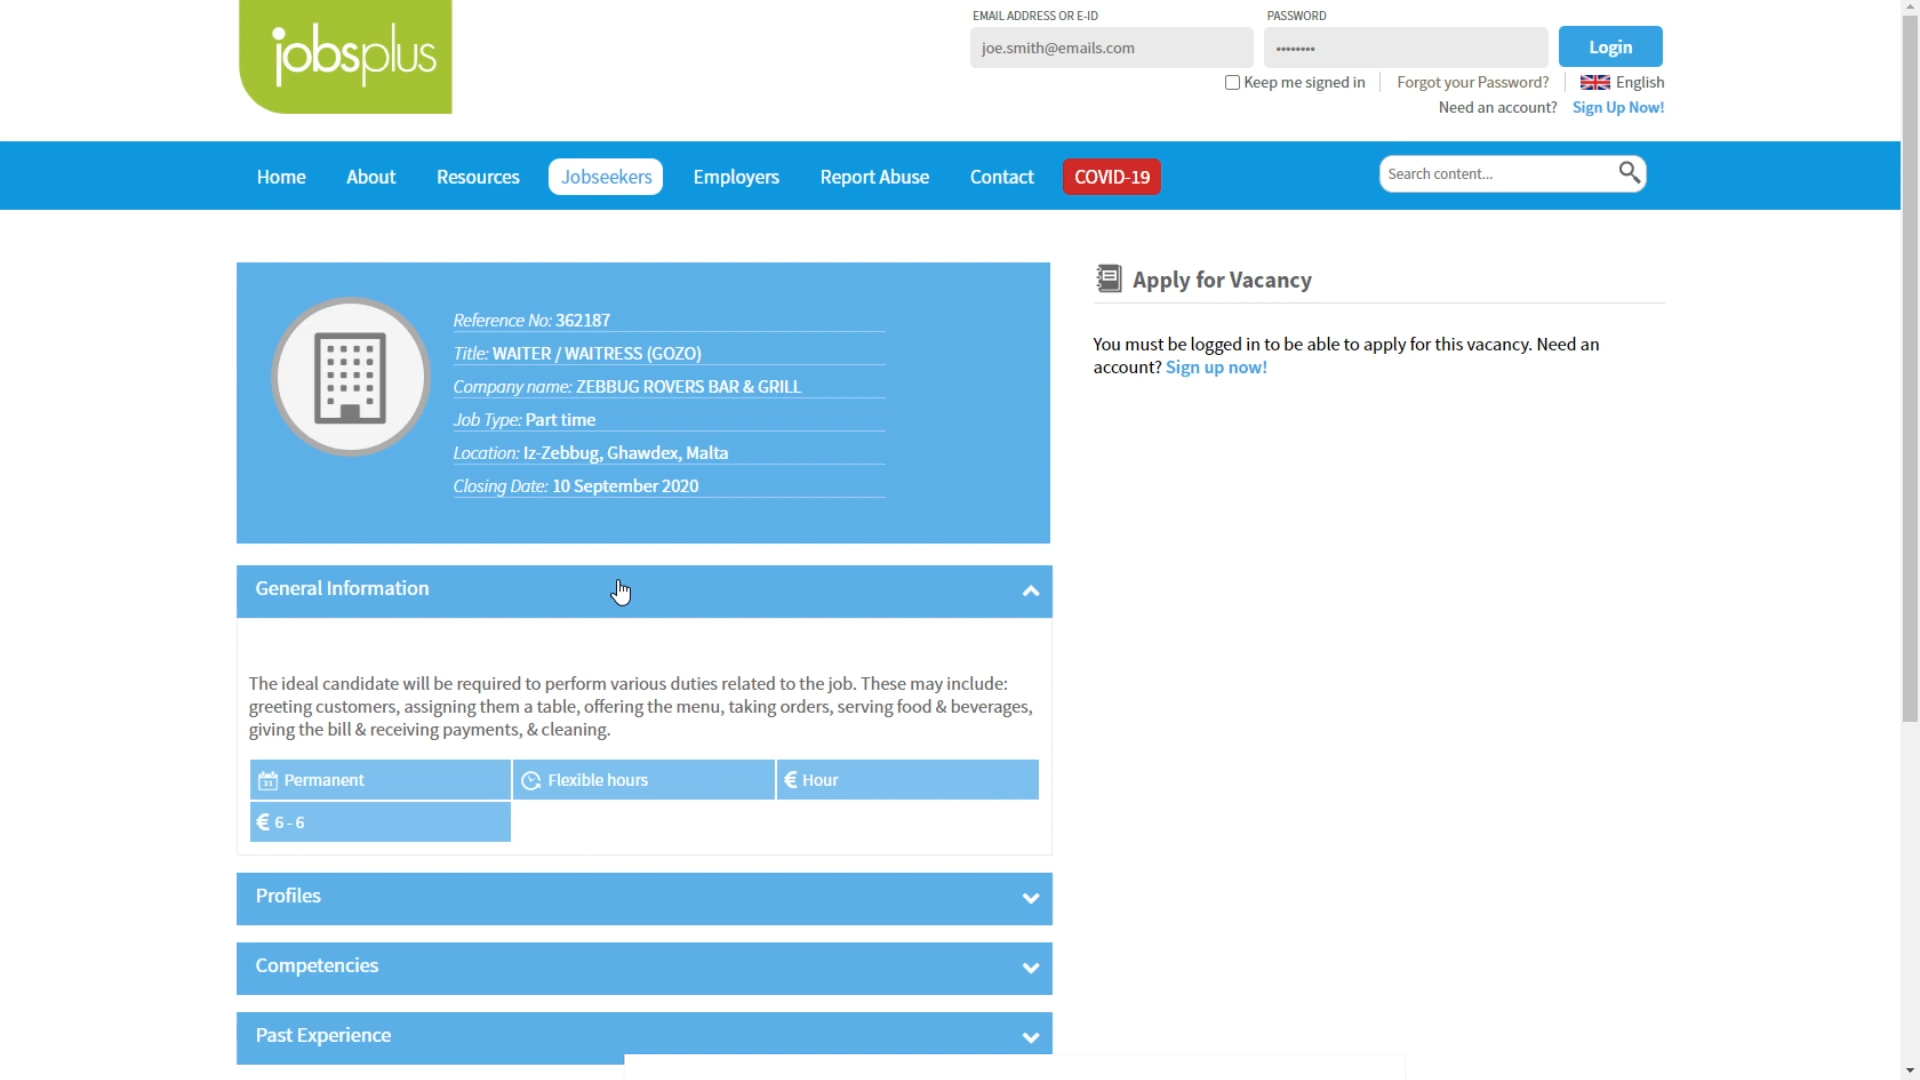 jobsplus
EMAIL ADDRESS OR E-ID
PASSWORD
joe.smith@emails.com
••••••••
Login
Keep me signed in
Forgot your Password?
English
Need an account? Sign Up Now!
Home
About
Resources
Jobseekers
Employers
Report Abuse
Contact
COVID-19
Search content...
Reference No: 362187
Title: WAITER / WAITRESS (GOZO)
Company name: ZEBBUG ROVERS BAR & GRILL
Job Type: Part time
Location: Iz-Zebbug, Ghawdex, Malta
Closing Date: 10 September 2020
Apply for Vacancy
You must be logged in to be able to apply for this vacancy. Need an
account? Sign up now!
General Information
The ideal candidate will be required to perform various duties related to the job. These may include:
greeting customers, assigning them a table, offering the menu, taking orders, serving food & beverages,
giving the bill & receiving payments, & cleaning.
31 Permanent
Flexible hours
€ Hour
€ 6 - 6
Profiles
Competencies
Past Experience